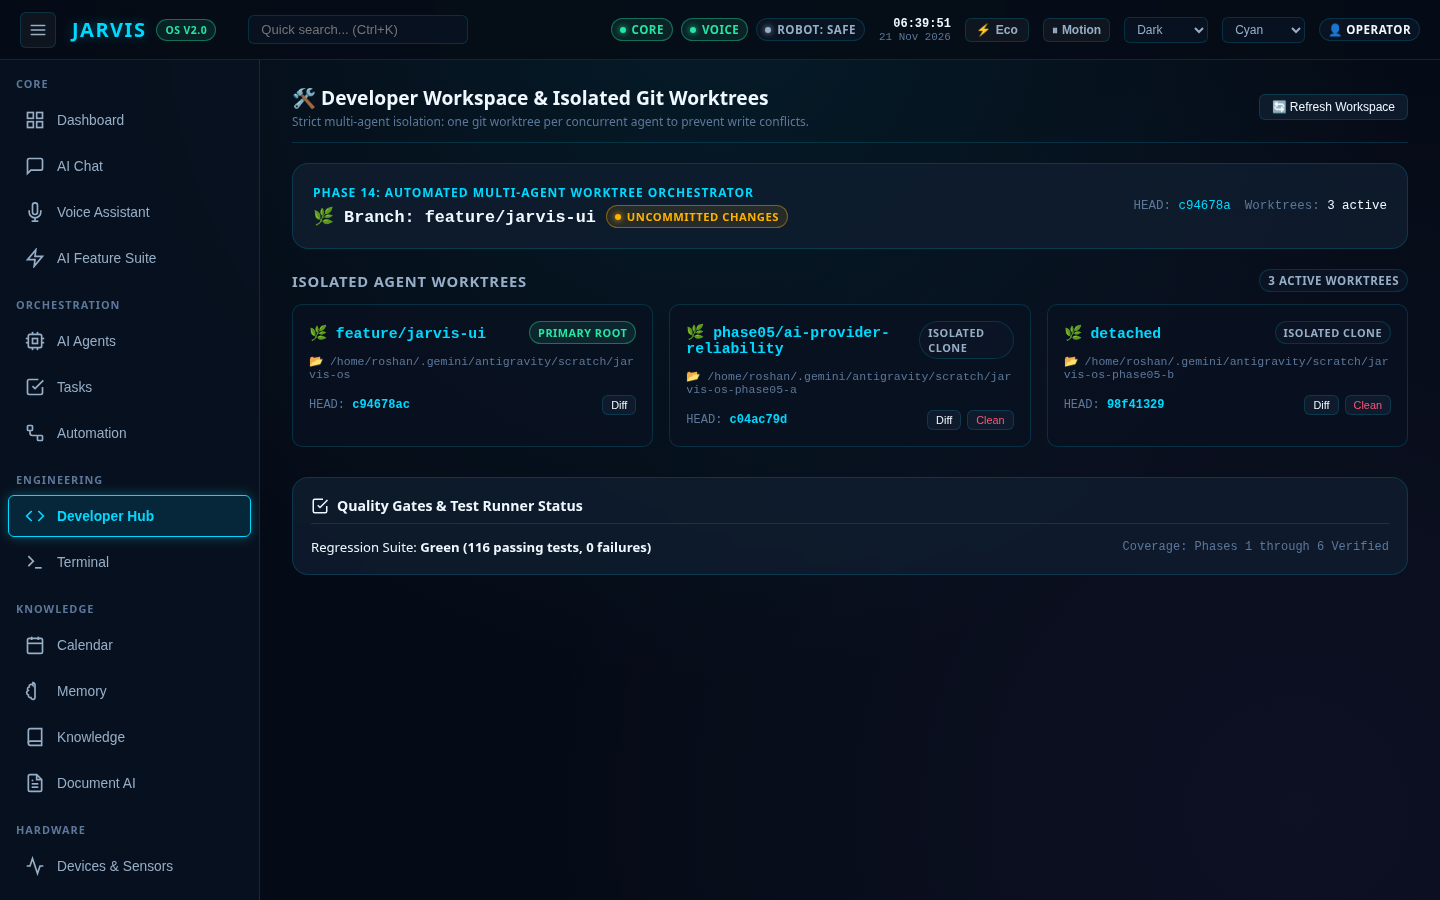 JARVIS
OS V2.0
Quick search... (Ctrl+K)
CORE
VOICE
ROBOT: SAFE
06:39:51
21 Nov 2026
⚡ Eco
Motion
Dark
Cyan
👤 OPERATOR
CORE
Dashboard
AI Chat
Voice Assistant
AI Feature Suite
ORCHESTRATION
AI Agents
Tasks
Automation
ENGINEERING
Developer Hub
Terminal
KNOWLEDGE
Calendar
Memory
Knowledge
Document AI
HARDWARE
Devices & Sensors
🛠️ Developer Workspace & Isolated Git Worktrees
Strict multi-agent isolation: one git worktree per concurrent agent to prevent write conflicts.
🔄 Refresh Workspace
PHASE 14: AUTOMATED MULTI-AGENT WORKTREE ORCHESTRATOR
🌿 Branch: feature/jarvis-ui
UNCOMMITTED CHANGES
HEAD: c94678a Worktrees: 3 active
ISOLATED AGENT WORKTREES
3 ACTIVE WORKTREES
🌿 feature/jarvis-ui
PRIMARY ROOT
📂 /home/roshan/.gemini/antigravity/scratch/jar
vis-os
HEAD: c94678ac
Diff
🌿 phase05/ai-provider-
reliability
ISOLATED
CLONE
📂 /home/roshan/.gemini/antigravity/scratch/jar
vis-os-phase05-a
HEAD: c04ac79d
Diff
Clean
🌿 detached
ISOLATED CLONE
📂 /home/roshan/.gemini/antigravity/scratch/jar
vis-os-phase05-b
HEAD: 98f41329
Diff
Clean
Quality Gates & Test Runner Status
Regression Suite: Green (116 passing tests, 0 failures)
Coverage: Phases 1 through 6 Verified